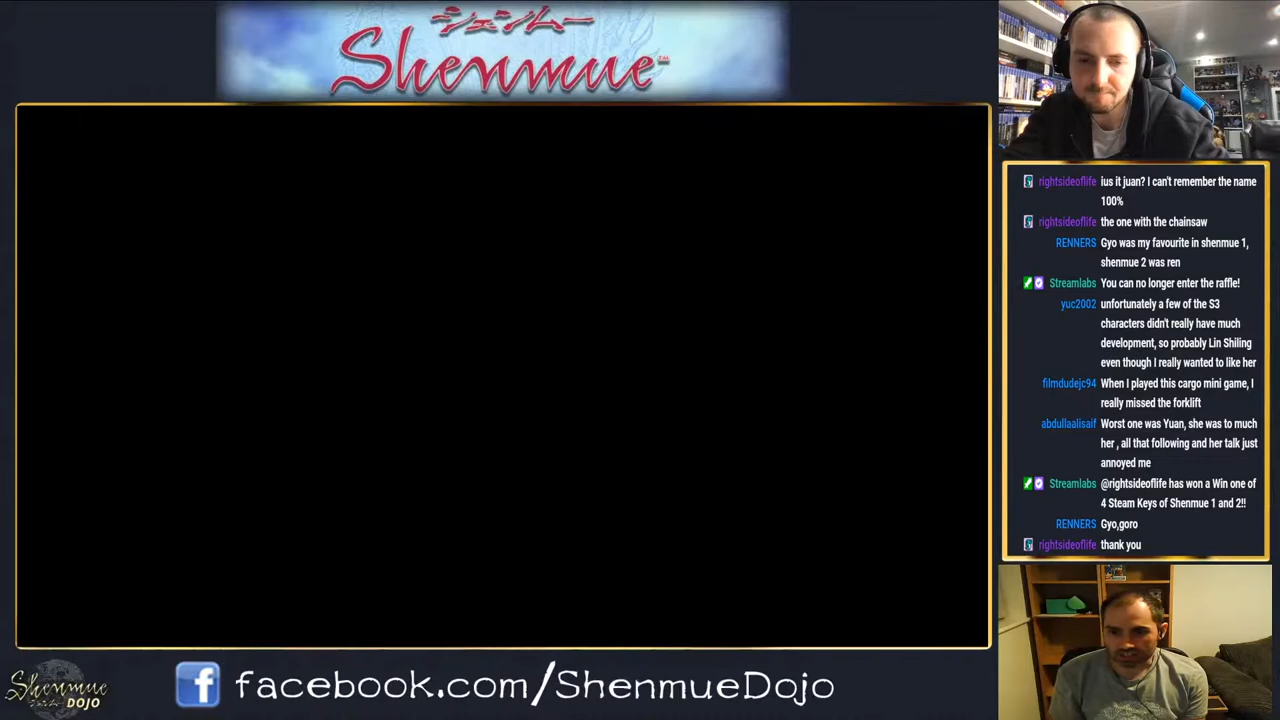 シェンムー
Shenmue™
rightsideoflife ius it juan? I can't remember the name
100%
rightsideoflife the one with the chainsaw
RENNERS Gyo was my favourite in shenmue 1,
shenmue 2 was ren
Streamlabs You can no longer enter the raffle!
yuc2002 unfortunately a few of the S3
characters didn't really have much
development, so probably Lin Shiling
even though I really wanted to like her
filmdudejc94 When I played this cargo mini game, I
really missed the forklift
abdullaalisaif Worst one was Yuan, she was to much
her , all that following and her talk just
annoyed me
Streamlabs @rightsideoflife has won a Win one of
4 Steam Keys of Shenmue 1 and 2!!
RENNERS Gyo,goro
rightsideoflife thank you
Shenmue
DOJO
facebook.com/ShenmueDojo